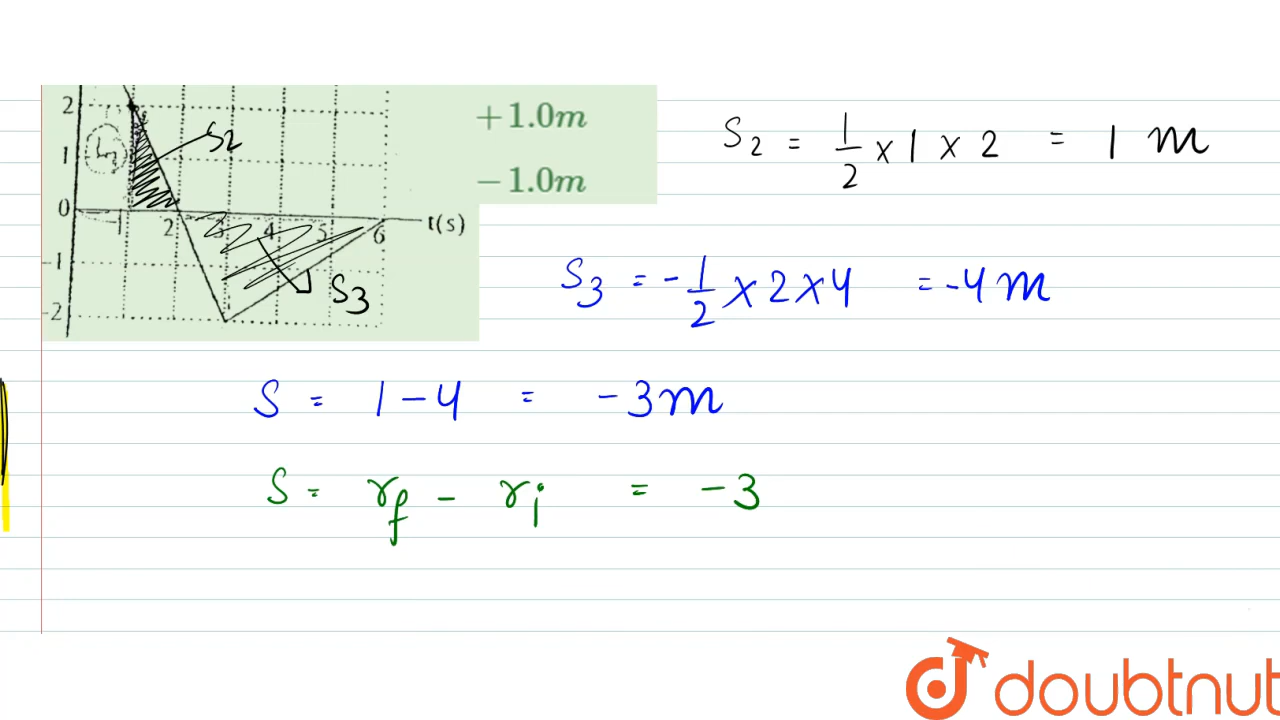 2
1
0
-1
-2
1
2
3
4
5
6
t(s)
S2
S3
+1.0m
−1.0m
S2 = 1/2 × 1 × 2 = 1 m
S3 = -1/2 × 2 × 4 = -4 m
S = 1 - 4 = -3m
S = rf - ri = -3
doubtnut